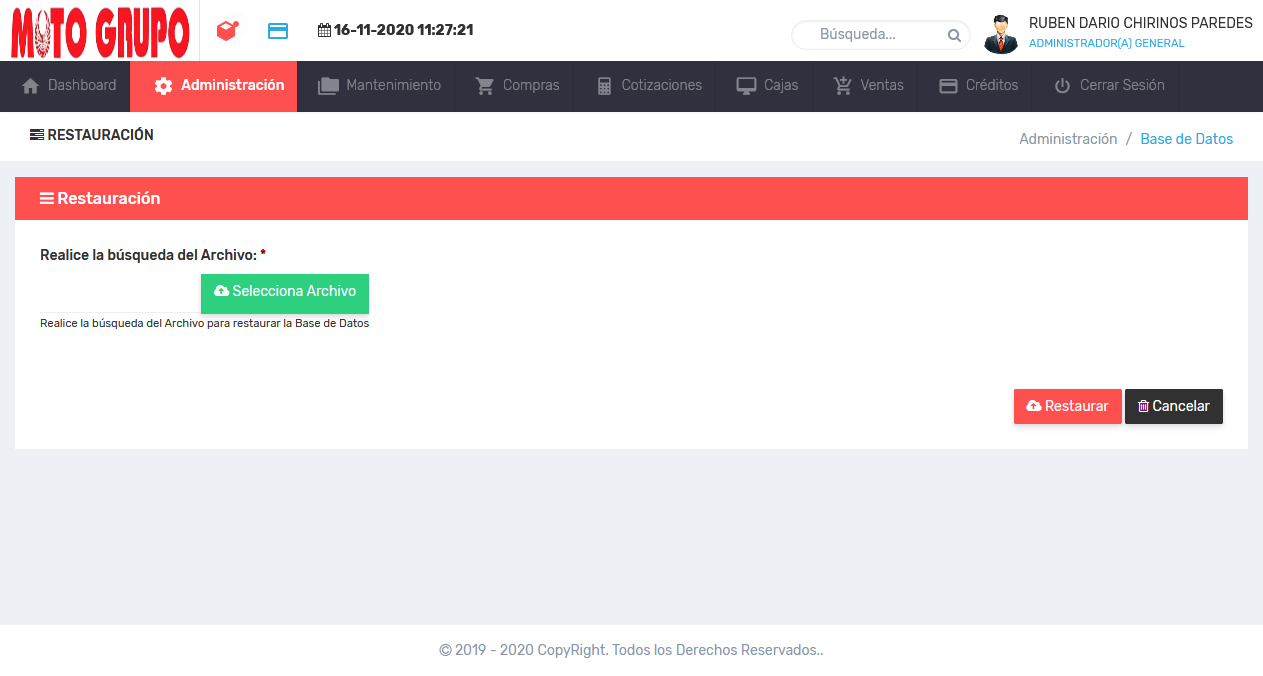 MOTO GRUPO
16-11-2020 11:27:21
Búsqueda...
RUBEN DARIO CHIRINOS PAREDES
ADMINISTRADOR(A) GENERAL
Dashboard Administración Mantenimiento Compras Cotizaciones Cajas Ventas Créditos Cerrar Sesión
RESTAURACIÓN
Administración / Base de Datos
Restauración
Realice la búsqueda del Archivo: *
Selecciona Archivo
Realice la búsqueda del Archivo para restaurar la Base de Datos
Restaurar Cancelar
© 2019 - 2020 CopyRight. Todos los Derechos Reservados..